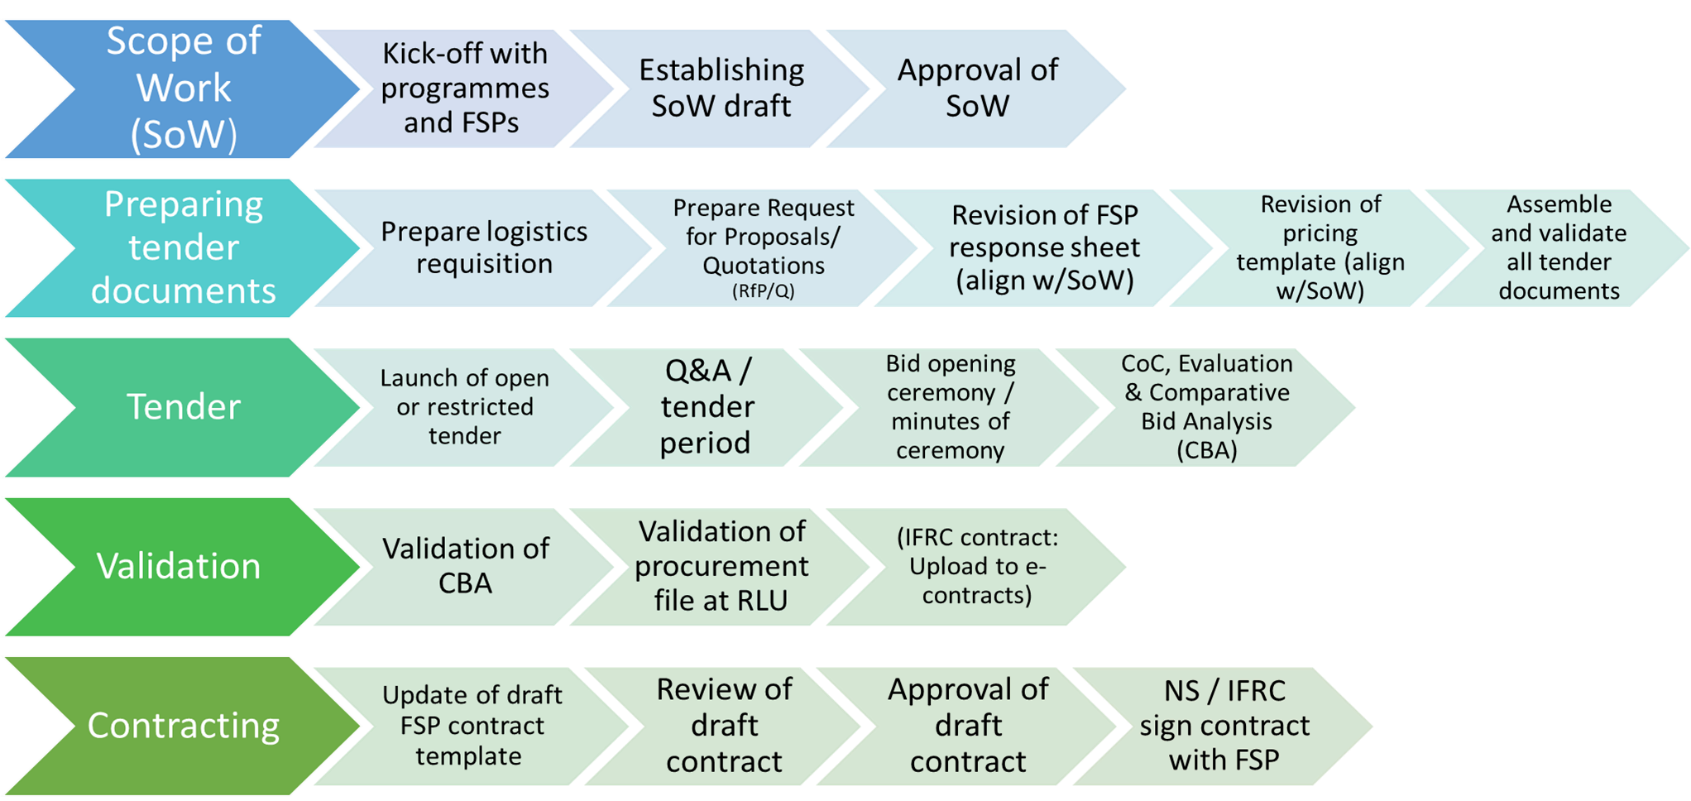 Scope of
Work
(SoW)
Kick-off with
programmes
and FSPs
Establishing
SoW draft
Approval of
SoW
Preparing
tender
documents
Prepare logistics
requisition
Prepare Request
for Proposals/
Quotations
(RfP/Q)
Revision of FSP
response sheet
(align w/SoW)
Revision of
pricing
template (align
w/SoW)
Assemble
and validate
all tender
documents
Tender
Launch of open
or restricted
tender
Q&A /
tender
period
Bid opening
ceremony /
minutes of
ceremony
CoC, Evaluation
& Comparative
Bid Analysis
(CBA)
Validation
Validation of
CBA
Validation of
procurement
file at RLU
(IFRC contract:
Upload to e-
contracts)
Contracting
Update of draft
FSP contract
template
Review of
draft
contract
Approval of
draft
contract
NS / IFRC
sign contract
with FSP